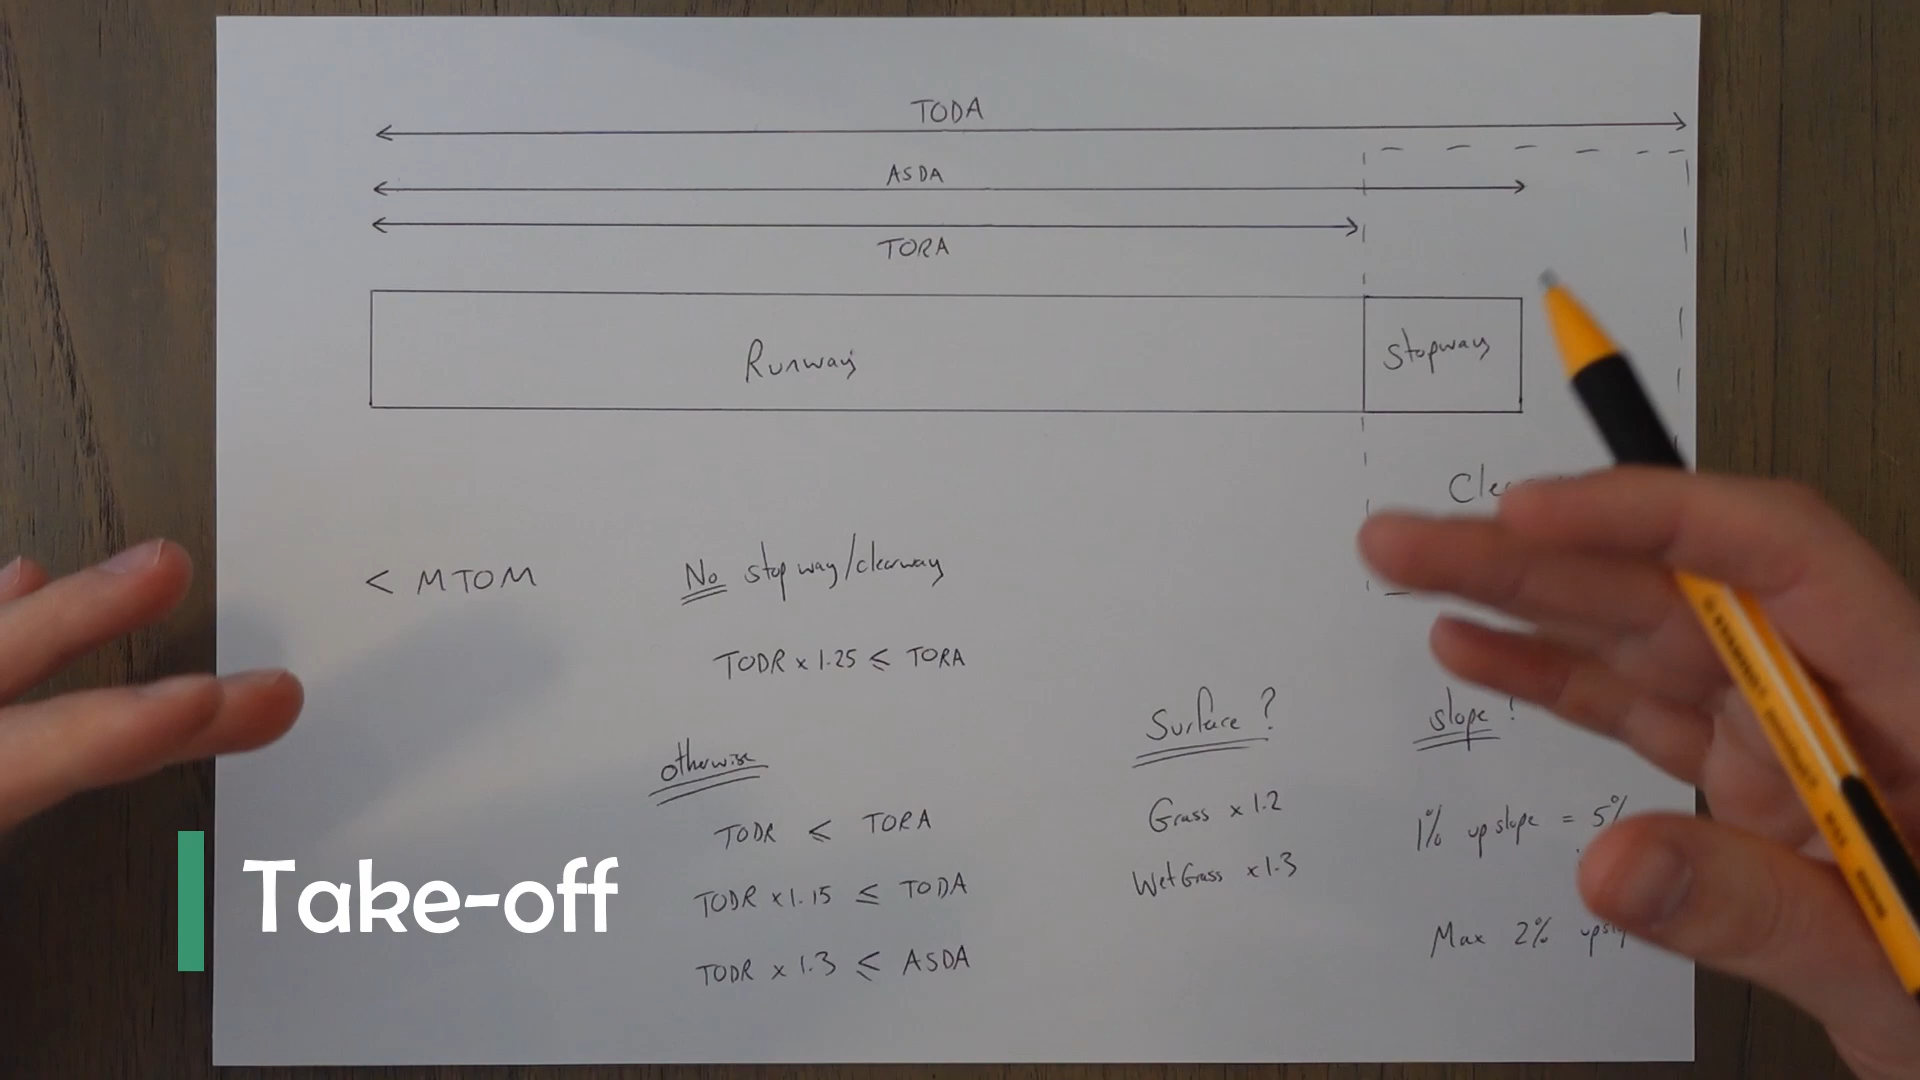 TODA
ASDA
TORA
Runway
Stopway
< MTOM
No stopway/clearway
TODR x 1.25 ≤ TORA
otherwise
TODR ≤ TORA
TODR x 1.15 ≤ TODA
TODR x 1.3 ≤ ASDA
Surface?
Grass x 1.2
Wet Grass x 1.3
slope?
1% upslope = 5%
Max 2%
Take-off